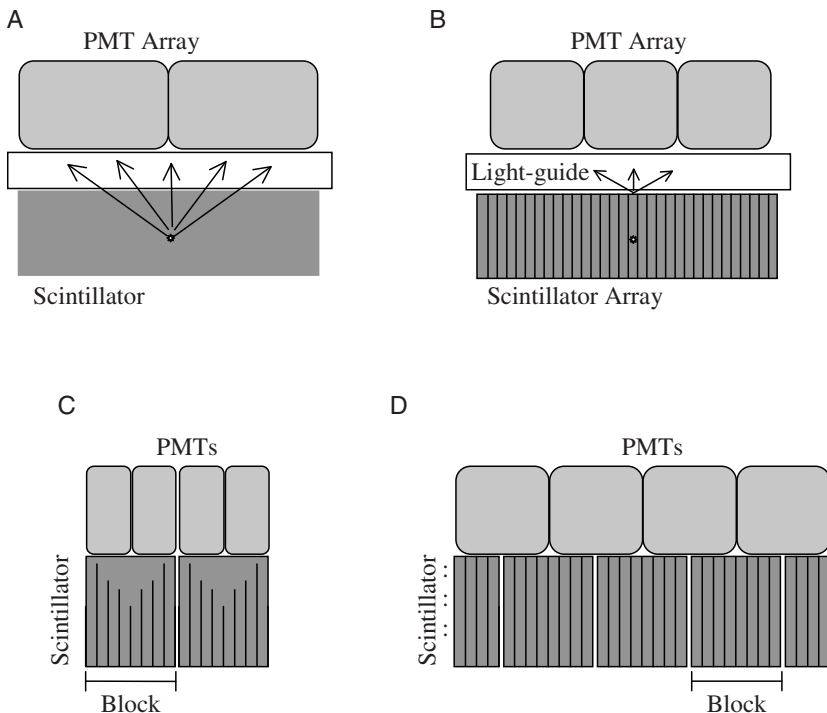 A
PMT Array
Scintillator
B
PMT Array
Light-guide
Scintillator Array
C
PMTs
Scintillator
Block
D
PMTs
Scintillator
Block